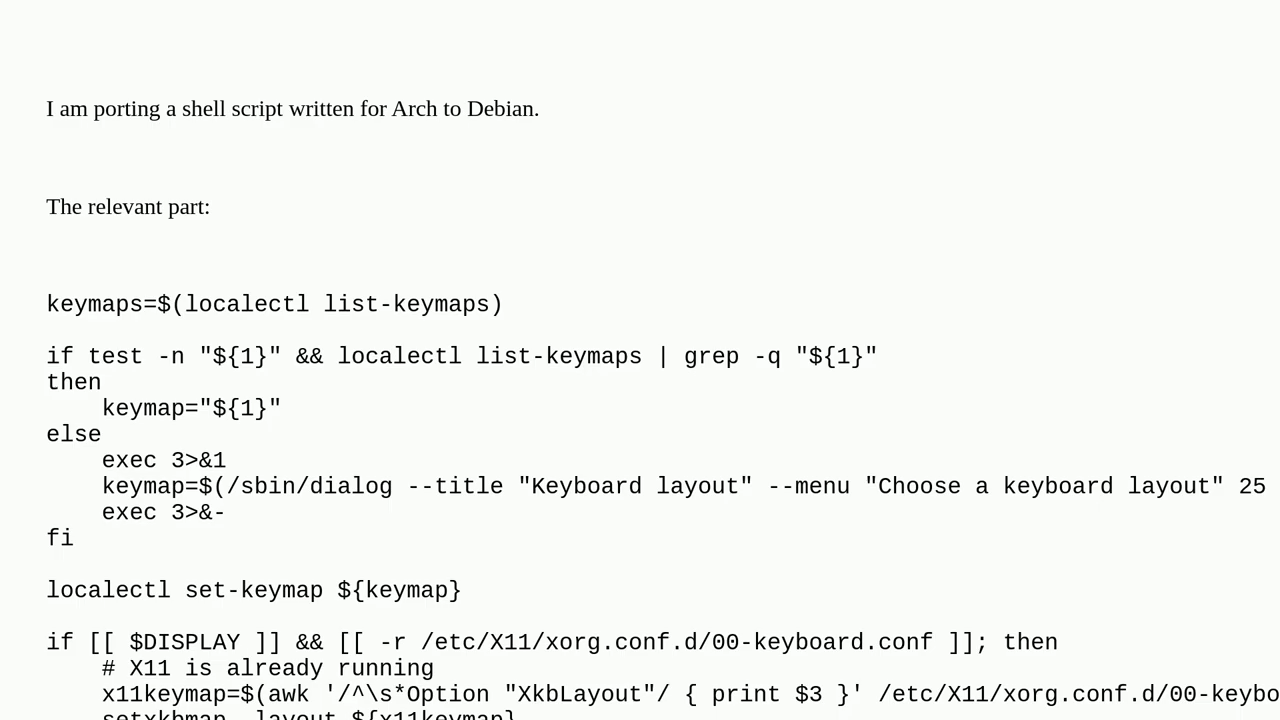 I am porting a shell script written for Arch to Debian.
The relevant part:
keymaps=$(localectl list-keymaps)
if test -n "${1}" && localectl list-keymaps | grep -q "${1}"
then
    keymap="${1}"
else
    exec 3>&1
    keymap=$(/sbin/dialog --title "Keyboard layout" --menu "Choose a keyboard layout" 25
    exec 3>&-
fi
localectl set-keymap ${keymap}
if [[ $DISPLAY ]] && [[ -r /etc/X11/xorg.conf.d/00-keyboard.conf ]]; then
    # X11 is already running
    x11keymap=$(awk '/^\s*Option "XkbLayout"/ { print $3 }' /etc/X11/xorg.conf.d/00-keybo
    setxkbmap -layout ${x11keymap}